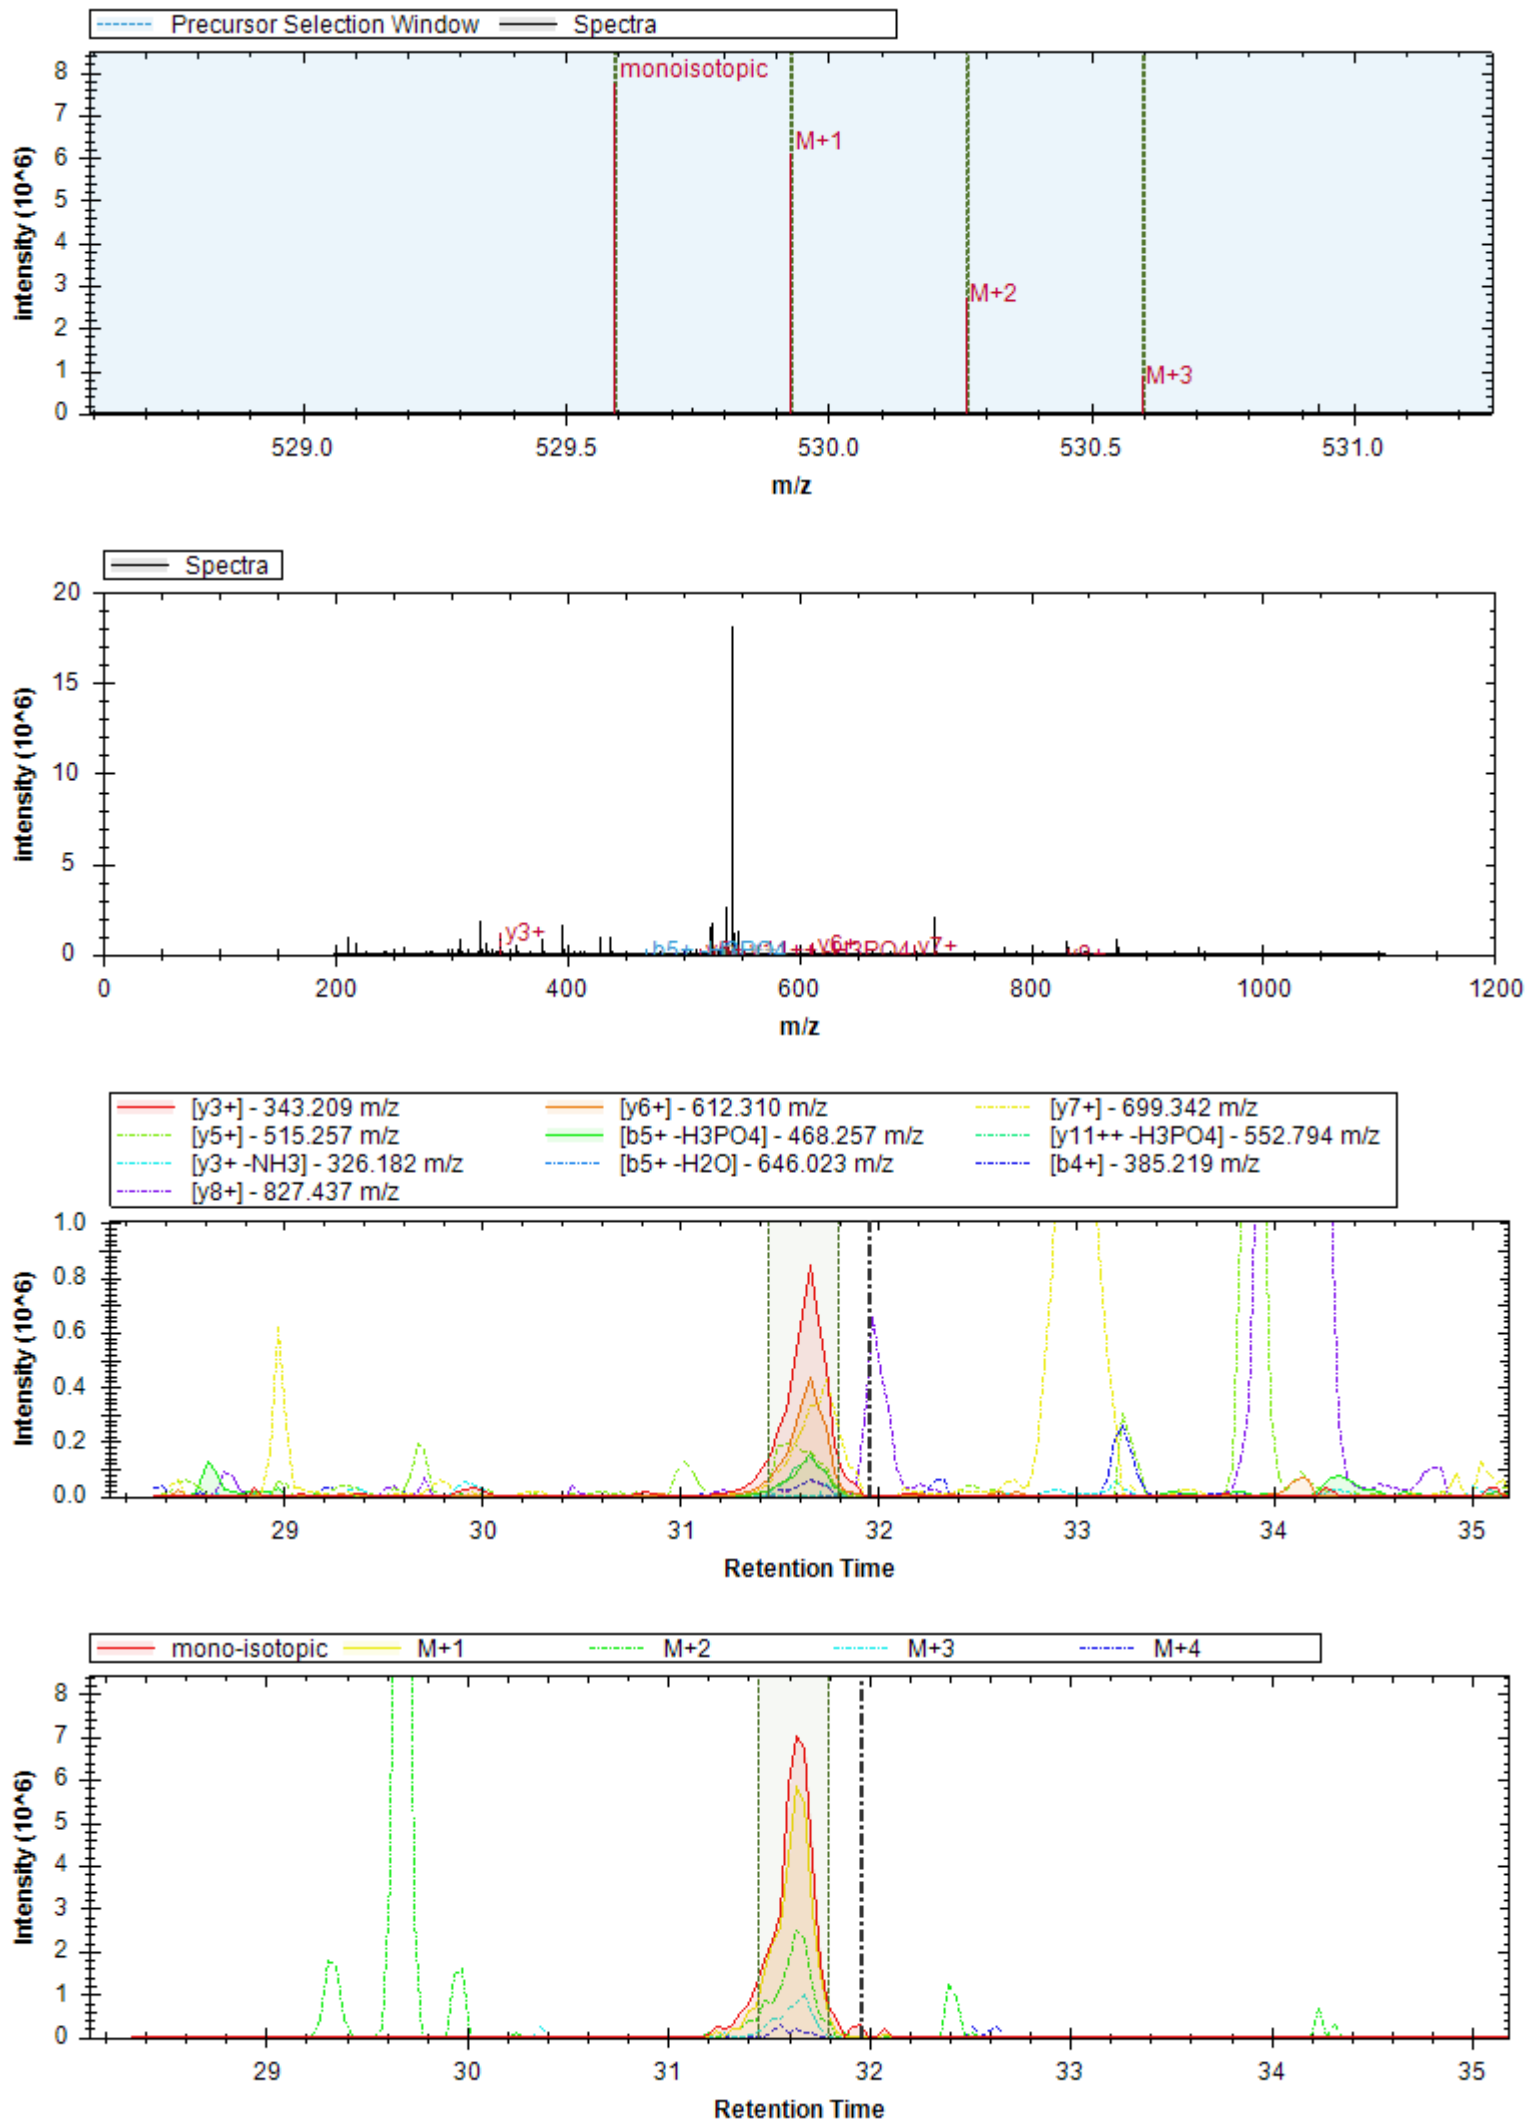 Precursor Selection Window Spectra
intensity (10^6)
8
7
6
5
4
3
2
1
0
monoisotopic
M+1
M+2
M+3
529.0 529.5 530.0 530.5 531.0
m/z
Spectra
intensity (10^6)
20
15
10
5
0
y3+ b5+ y6+ H3PO4 y7+
0 200 400 600 800 1000 1200
m/z
[y3+] - 343.209 m/z [y6+] - 612.310 m/z [y7+] - 699.342 m/z
[y5+] - 515.257 m/z [b5+ -H3PO4] - 468.257 m/z [y11++ -H3PO4] - 552.794 m/z
[y3+ -NH3] - 326.182 m/z [b5+ -H2O] - 646.023 m/z [b4+] - 385.219 m/z
[y8+] - 827.437 m/z
Intensity (10^6)
1.0
0.8
0.6
0.4
0.2
0.0
29 30 31 32 33 34 35
Retention Time
mono-isotopic M+1 M+2 M+3 M+4
Intensity (10^6)
8
7
6
5
4
3
2
1
0
29 30 31 32 33 34 35
Retention Time